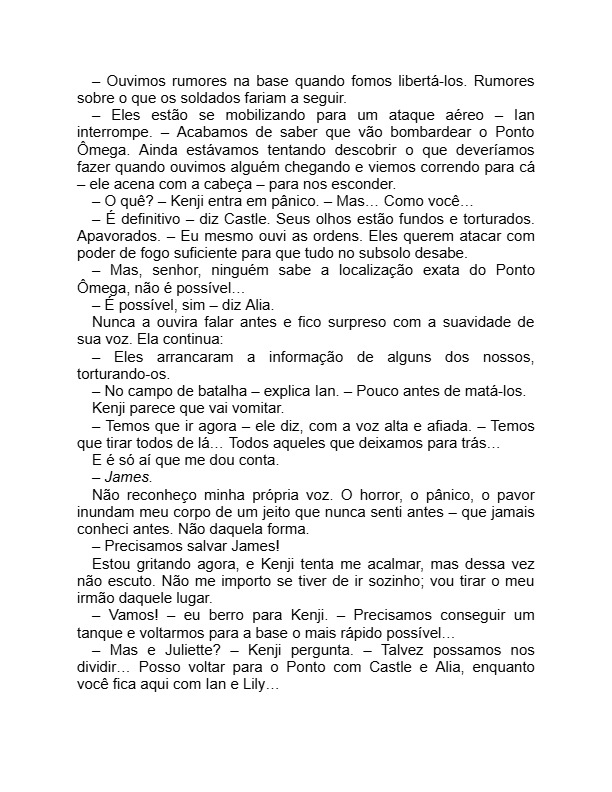 – Ouvimos rumores na base quando fomos libertá-los. Rumores
sobre o que os soldados fariam a seguir.
– Eles estão se mobilizando para um ataque aéreo – Ian
interrompe. – Acabamos de saber que vão bombardear o Ponto
Ômega. Ainda estávamos tentando descobrir o que deveríamos
fazer quando ouvimos alguém chegando e viemos correndo para cá
– ele acena com a cabeça – para nos esconder.
– O quê? – Kenji entra em pânico. – Mas… Como você…
– É definitivo – diz Castle. Seus olhos estão fundos e torturados.
Apavorados. – Eu mesmo ouvi as ordens. Eles querem atacar com
poder de fogo suficiente para que tudo no subsolo desabe.
– Mas, senhor, ninguém sabe a localização exata do Ponto
Ômega, não é possível…
– É possível, sim – diz Alia.
Nunca a ouvira falar antes e fico surpreso com a suavidade de
sua voz. Ela continua:
– Eles arrancaram a informação de alguns dos nossos,
torturando-os.
– No campo de batalha – explica Ian. – Pouco antes de matá-los.
Kenji parece que vai vomitar.
– Temos que ir agora – ele diz, com a voz alta e afiada. – Temos
que tirar todos de lá… Todos aqueles que deixamos para trás…
E é só aí que me dou conta.
– James.
Não reconheço minha própria voz. O horror, o pânico, o pavor
inundam meu corpo de um jeito que nunca senti antes – que jamais
conheci antes. Não daquela forma.
– Precisamos salvar James!
Estou gritando agora, e Kenji tenta me acalmar, mas dessa vez
não escuto. Não me importo se tiver de ir sozinho; vou tirar o meu
irmão daquele lugar.
– Vamos! – eu berro para Kenji. – Precisamos conseguir um
tanque e voltarmos para a base o mais rápido possível…
– Mas e Juliette? – Kenji pergunta. – Talvez possamos nos
dividir… Posso voltar para o Ponto com Castle e Alia, enquanto
você fica aqui com Ian e Lily…